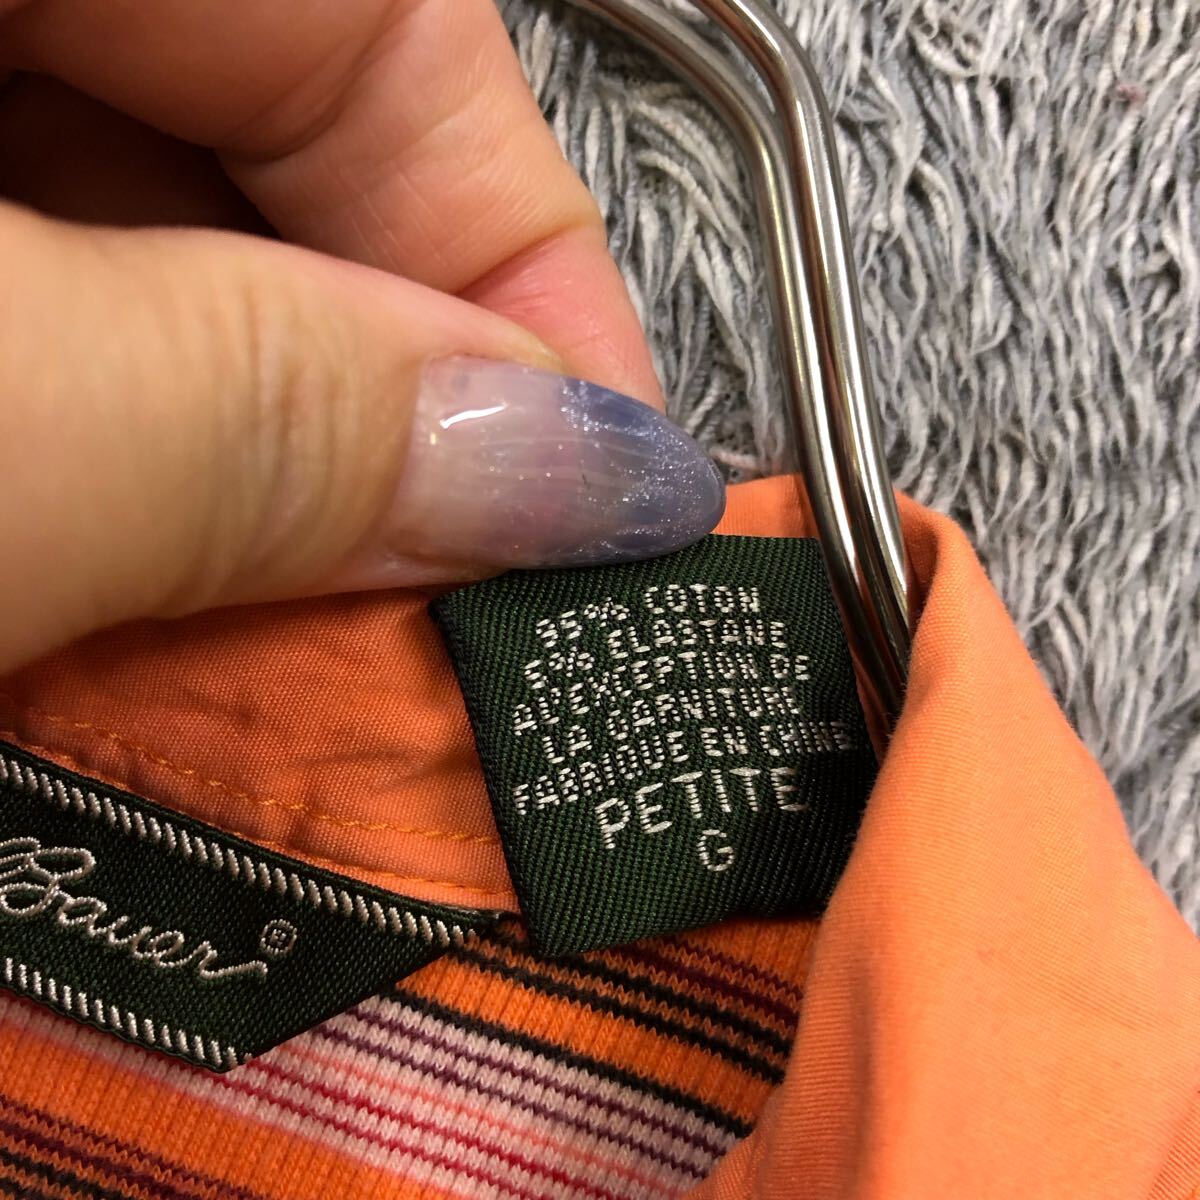 95% COTON
5% ELASTANE
À L'EXCEPTION DE
LA GARNITURE
FABRIQUÉ EN CHINE
PETITE
G
Bauer®